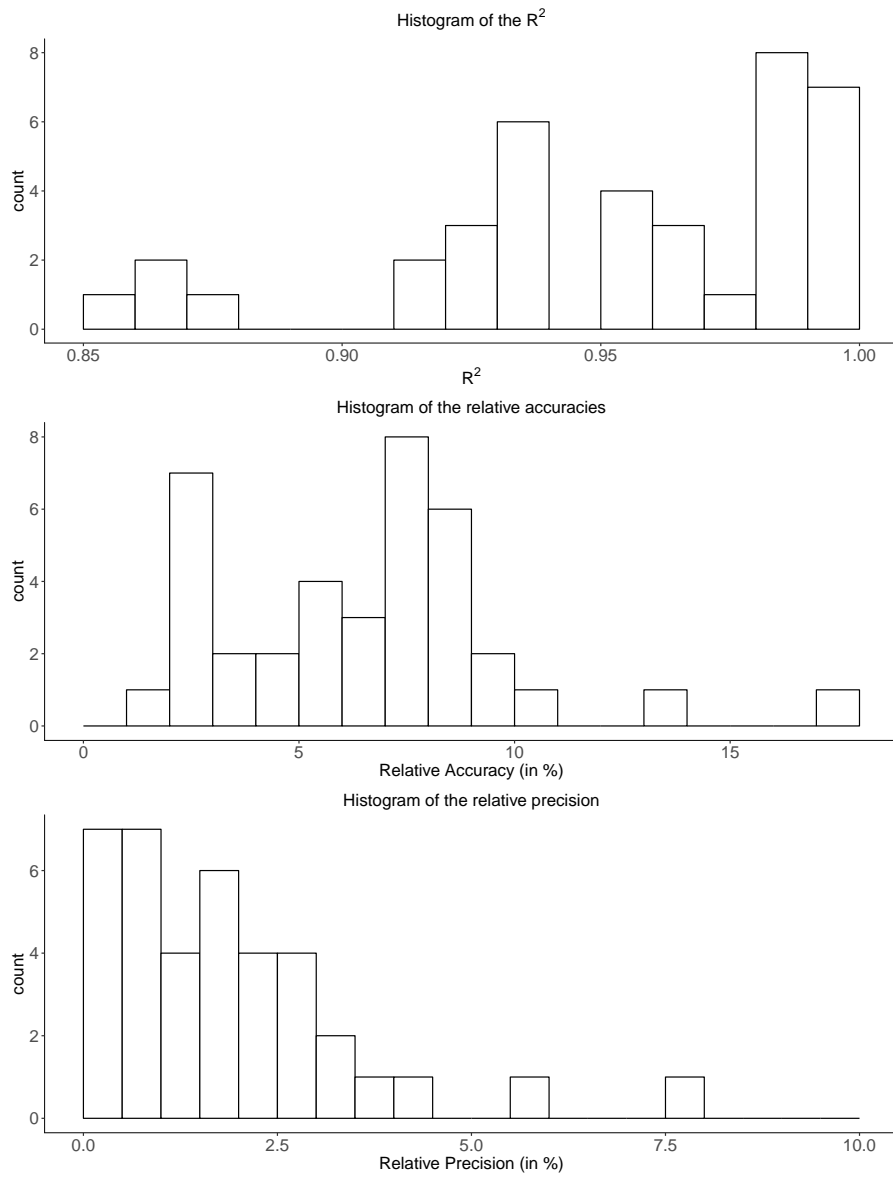 Histogram of the R²
8
6
4
2
0
count
0.85 0.90 0.95 1.00
R²
Histogram of the relative accuracies
8
6
4
2
0
count
0 5 10 15
Relative Accuracy (in %)
Histogram of the relative precision
6
4
2
0
count
0.0 2.5 5.0 7.5 10.0
Relative Precision (in %)